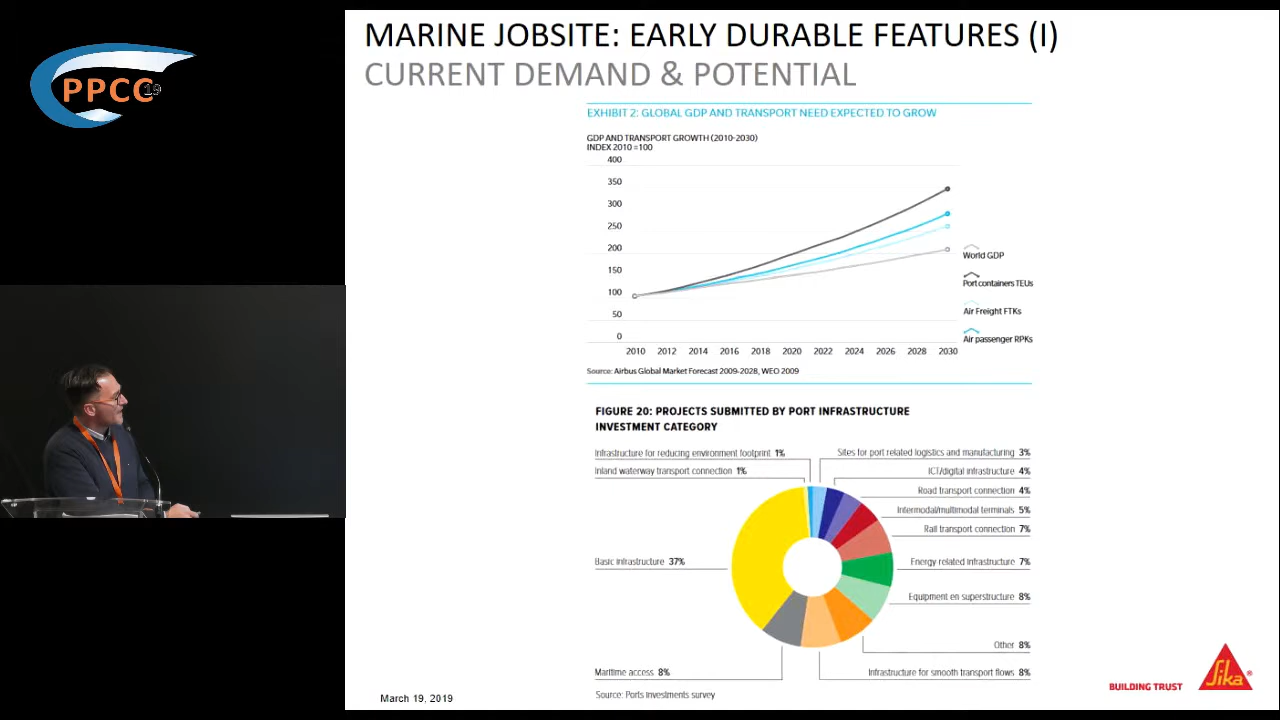 PPCC 19
MARINE JOBSITE: EARLY DURABLE FEATURES (I)
CURRENT DEMAND & POTENTIAL
EXHIBIT 2: GLOBAL GDP AND TRANSPORT NEED EXPECTED TO GROW
GDP AND TRANSPORT GROWTH (2010-2030)
INDEX 2010 =100
400
350
300
250
200
150
100
50
0
2010 2012 2014 2016 2018 2020 2022 2024 2026 2028 2030
World GDP
Port containers TEUs
Air Freight FTKs
Air passenger RPKs
Source: Airbus Global Market Forecast 2009-2028, WEO 2009
FIGURE 20: PROJECTS SUBMITTED BY PORT INFRASTRUCTURE
INVESTMENT CATEGORY
Infrastructure for reducing environment footprint 1%
Inland waterway transport connection 1%
Sites for port related logistics and manufacturing 3%
ICT/digital infrastructure 4%
Road transport connection 4%
Intermodal/multimodal terminals 5%
Rail transport connection 7%
Basic infrastructure 37%
Energy related infrastructure 7%
Equipment en superstructure 8%
Other 8%
Maritime access 8%
Infrastructure for smooth transport flows 8%
Source: Ports investments survey
March 19, 2019
BUILDING TRUST
Sika®